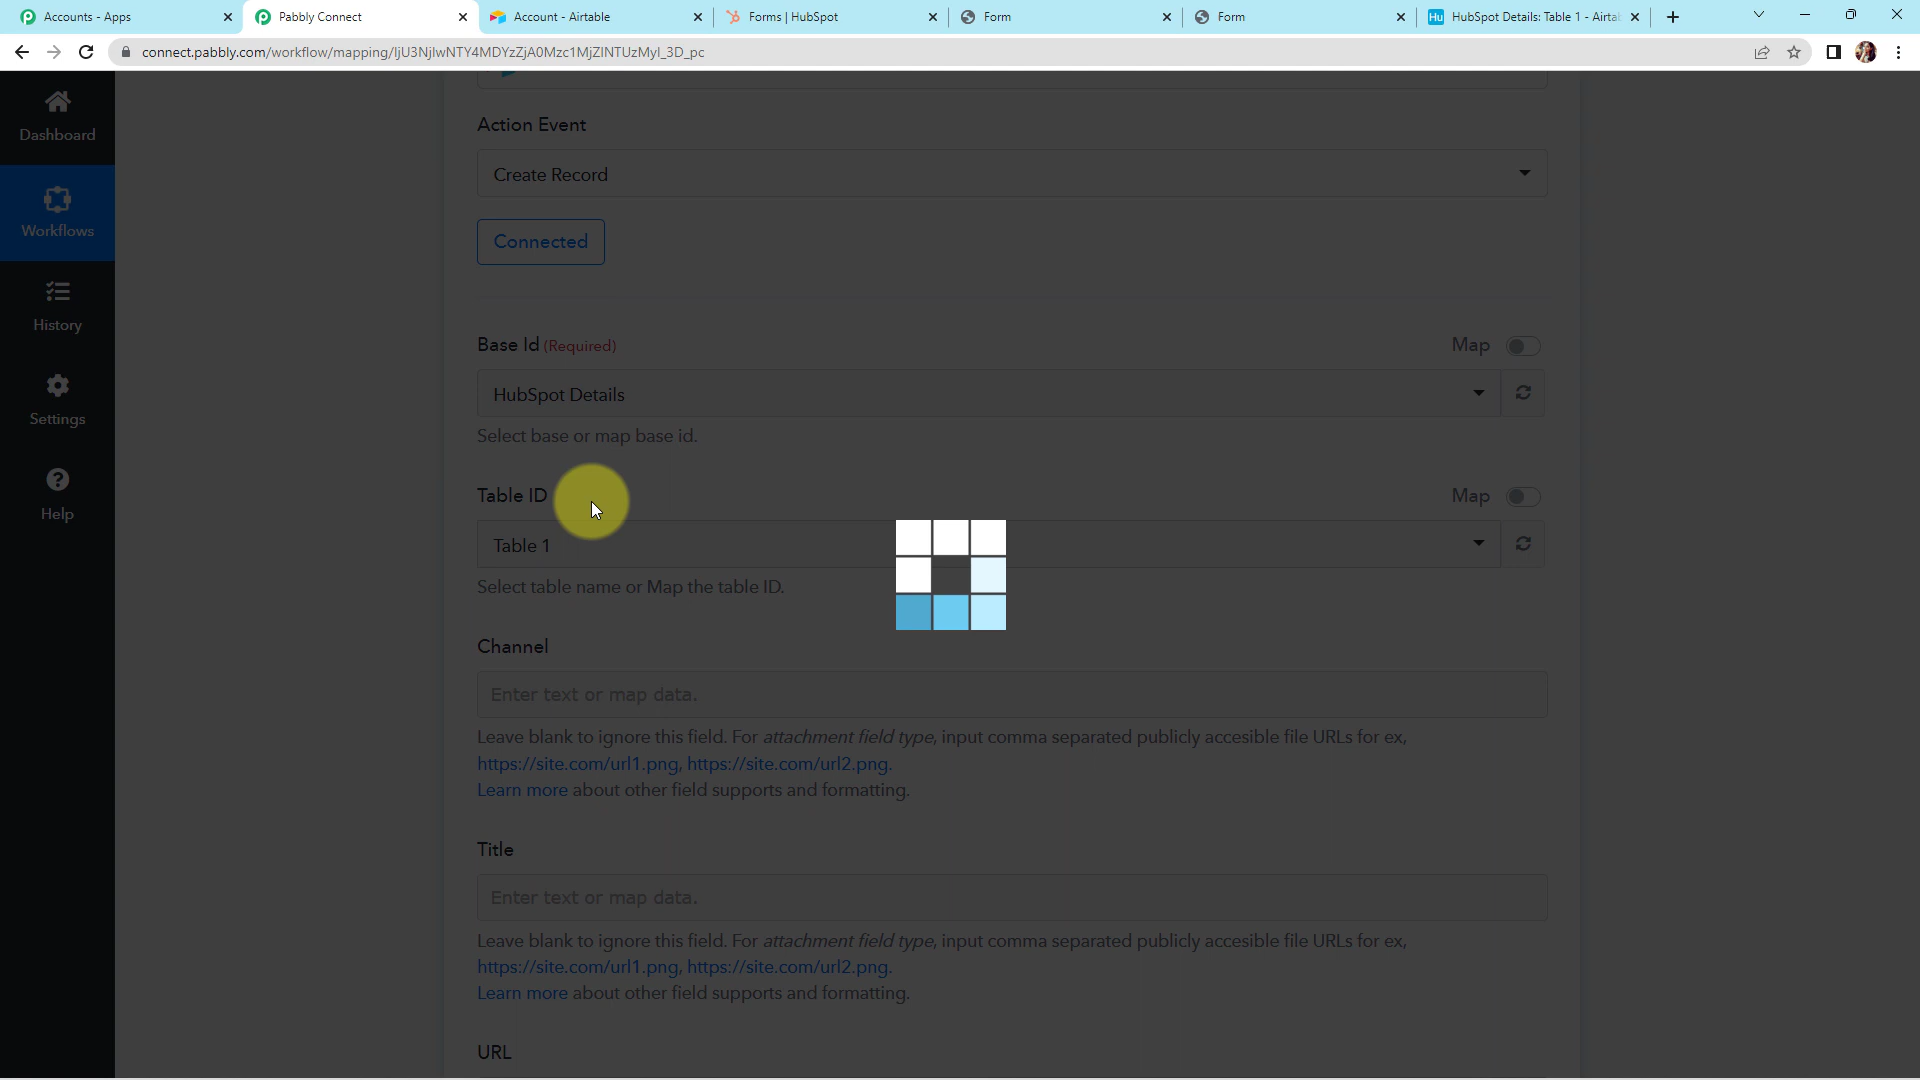 Accounts - Apps
Pabbly Connect
Account - Airtable
Forms | HubSpot
Form
Form
Hu
HubSpot Details: Table 1 - Airtab
connect.pabbly.com/workflow/mapping/IjU3NjIwNTY4MDYzZjA0Mzc1MjZlNTUzMyI_3D_pc
Dashboard
Workflows
History
Settings
Help
Action Event
Create Record
Connected
Base Id (Required)
Map
HubSpot Details
Select base or map base id.
Table ID
Map
Table 1
Select table name or Map the table ID.
Channel
Enter text or map data.
Leave blank to ignore this field. For attachment field type, input comma separated publicly accesible file URLs for ex,
https://site.com/url1.png, https://site.com/url2.png.
Learn more about other field supports and formatting.
Title
Enter text or map data.
Leave blank to ignore this field. For attachment field type, input comma separated publicly accesible file URLs for ex,
https://site.com/url1.png, https://site.com/url2.png.
Learn more about other field supports and formatting.
URL